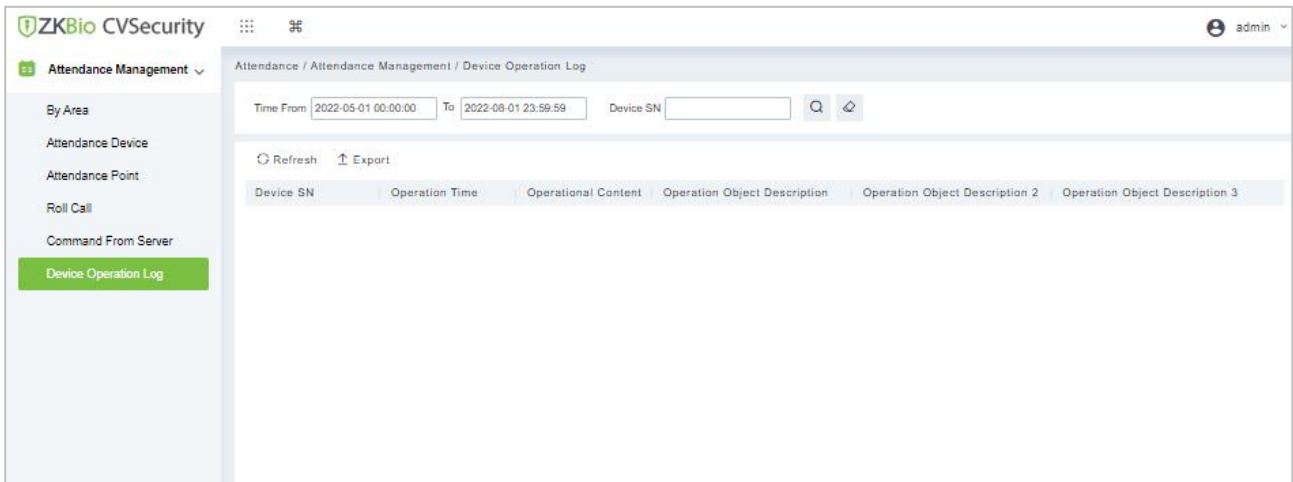 ZKBio CVSecurity
admin
Attendance Management
Attendance / Attendance Management / Device Operation Log
By Area
Time From 2022-05-01 00:00:00 To 2022-08-01 23:59:59 Device SN
Attendance Device
Refresh Export
Attendance Point
Device SN Operation Time Operational Content Operation Object Description Operation Object Description 2 Operation Object Description 3
Roll Call
Command From Server
Device Operation Log